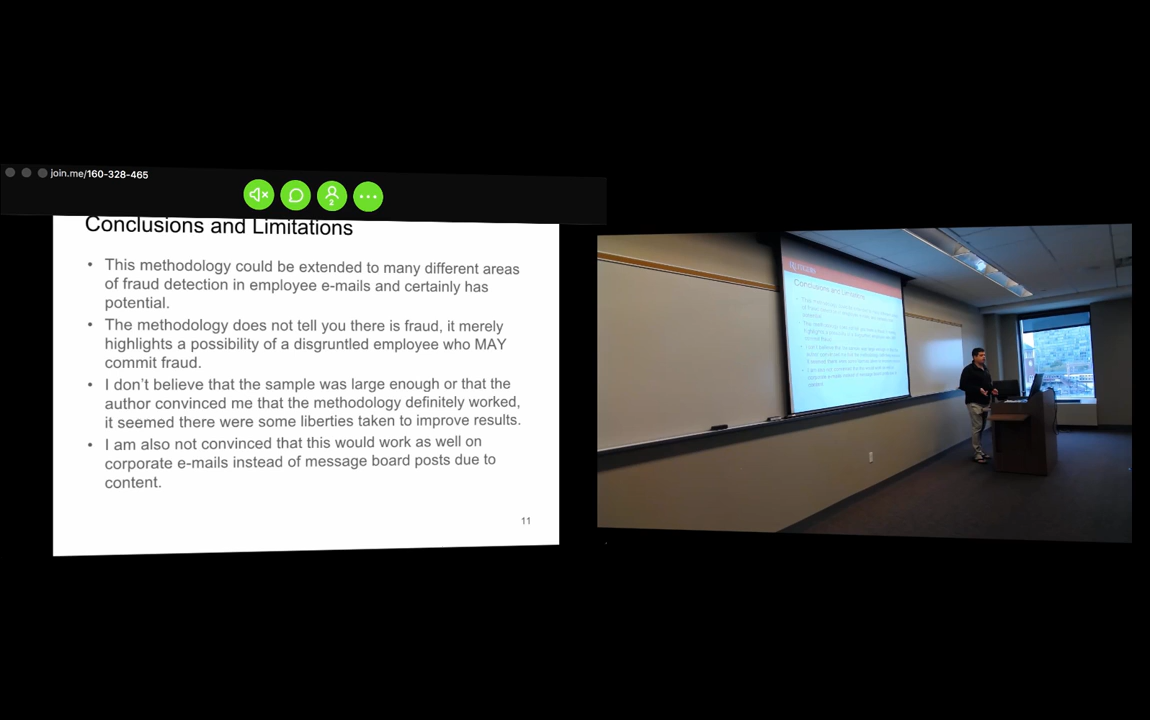 join.me/160-328-465
2
Conclusions and Limitations
• This methodology could be extended to many different areas
of fraud detection in employee e-mails and certainly has
potential.
• The methodology does not tell you there is fraud, it merely
highlights a possibility of a disgruntled employee who MAY
commit fraud.
• I don't believe that the sample was large enough or that the
author convinced me that the methodology definitely worked,
it seemed there were some liberties taken to improve results.
• I am also not convinced that this would work as well on
corporate e-mails instead of message board posts due to
content.
11
Conclusions and Limitations